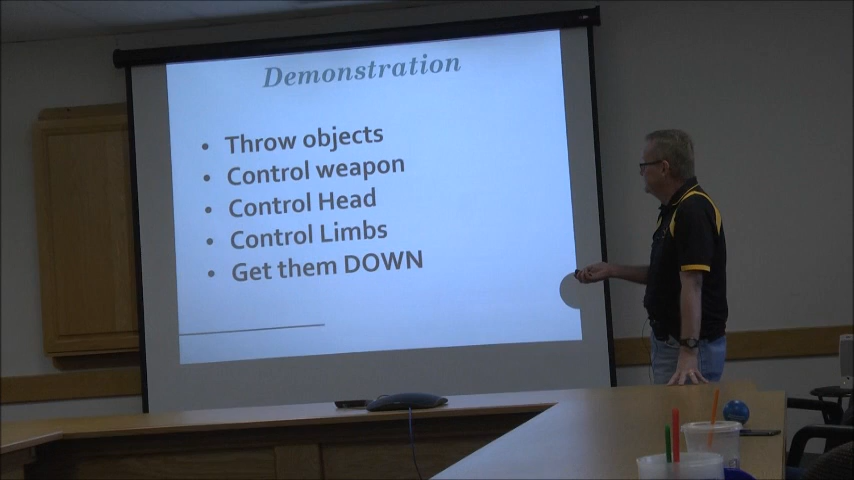 Demonstration
• Throw objects
• Control weapon
• Control Head
• Control Limbs
• Get them DOWN